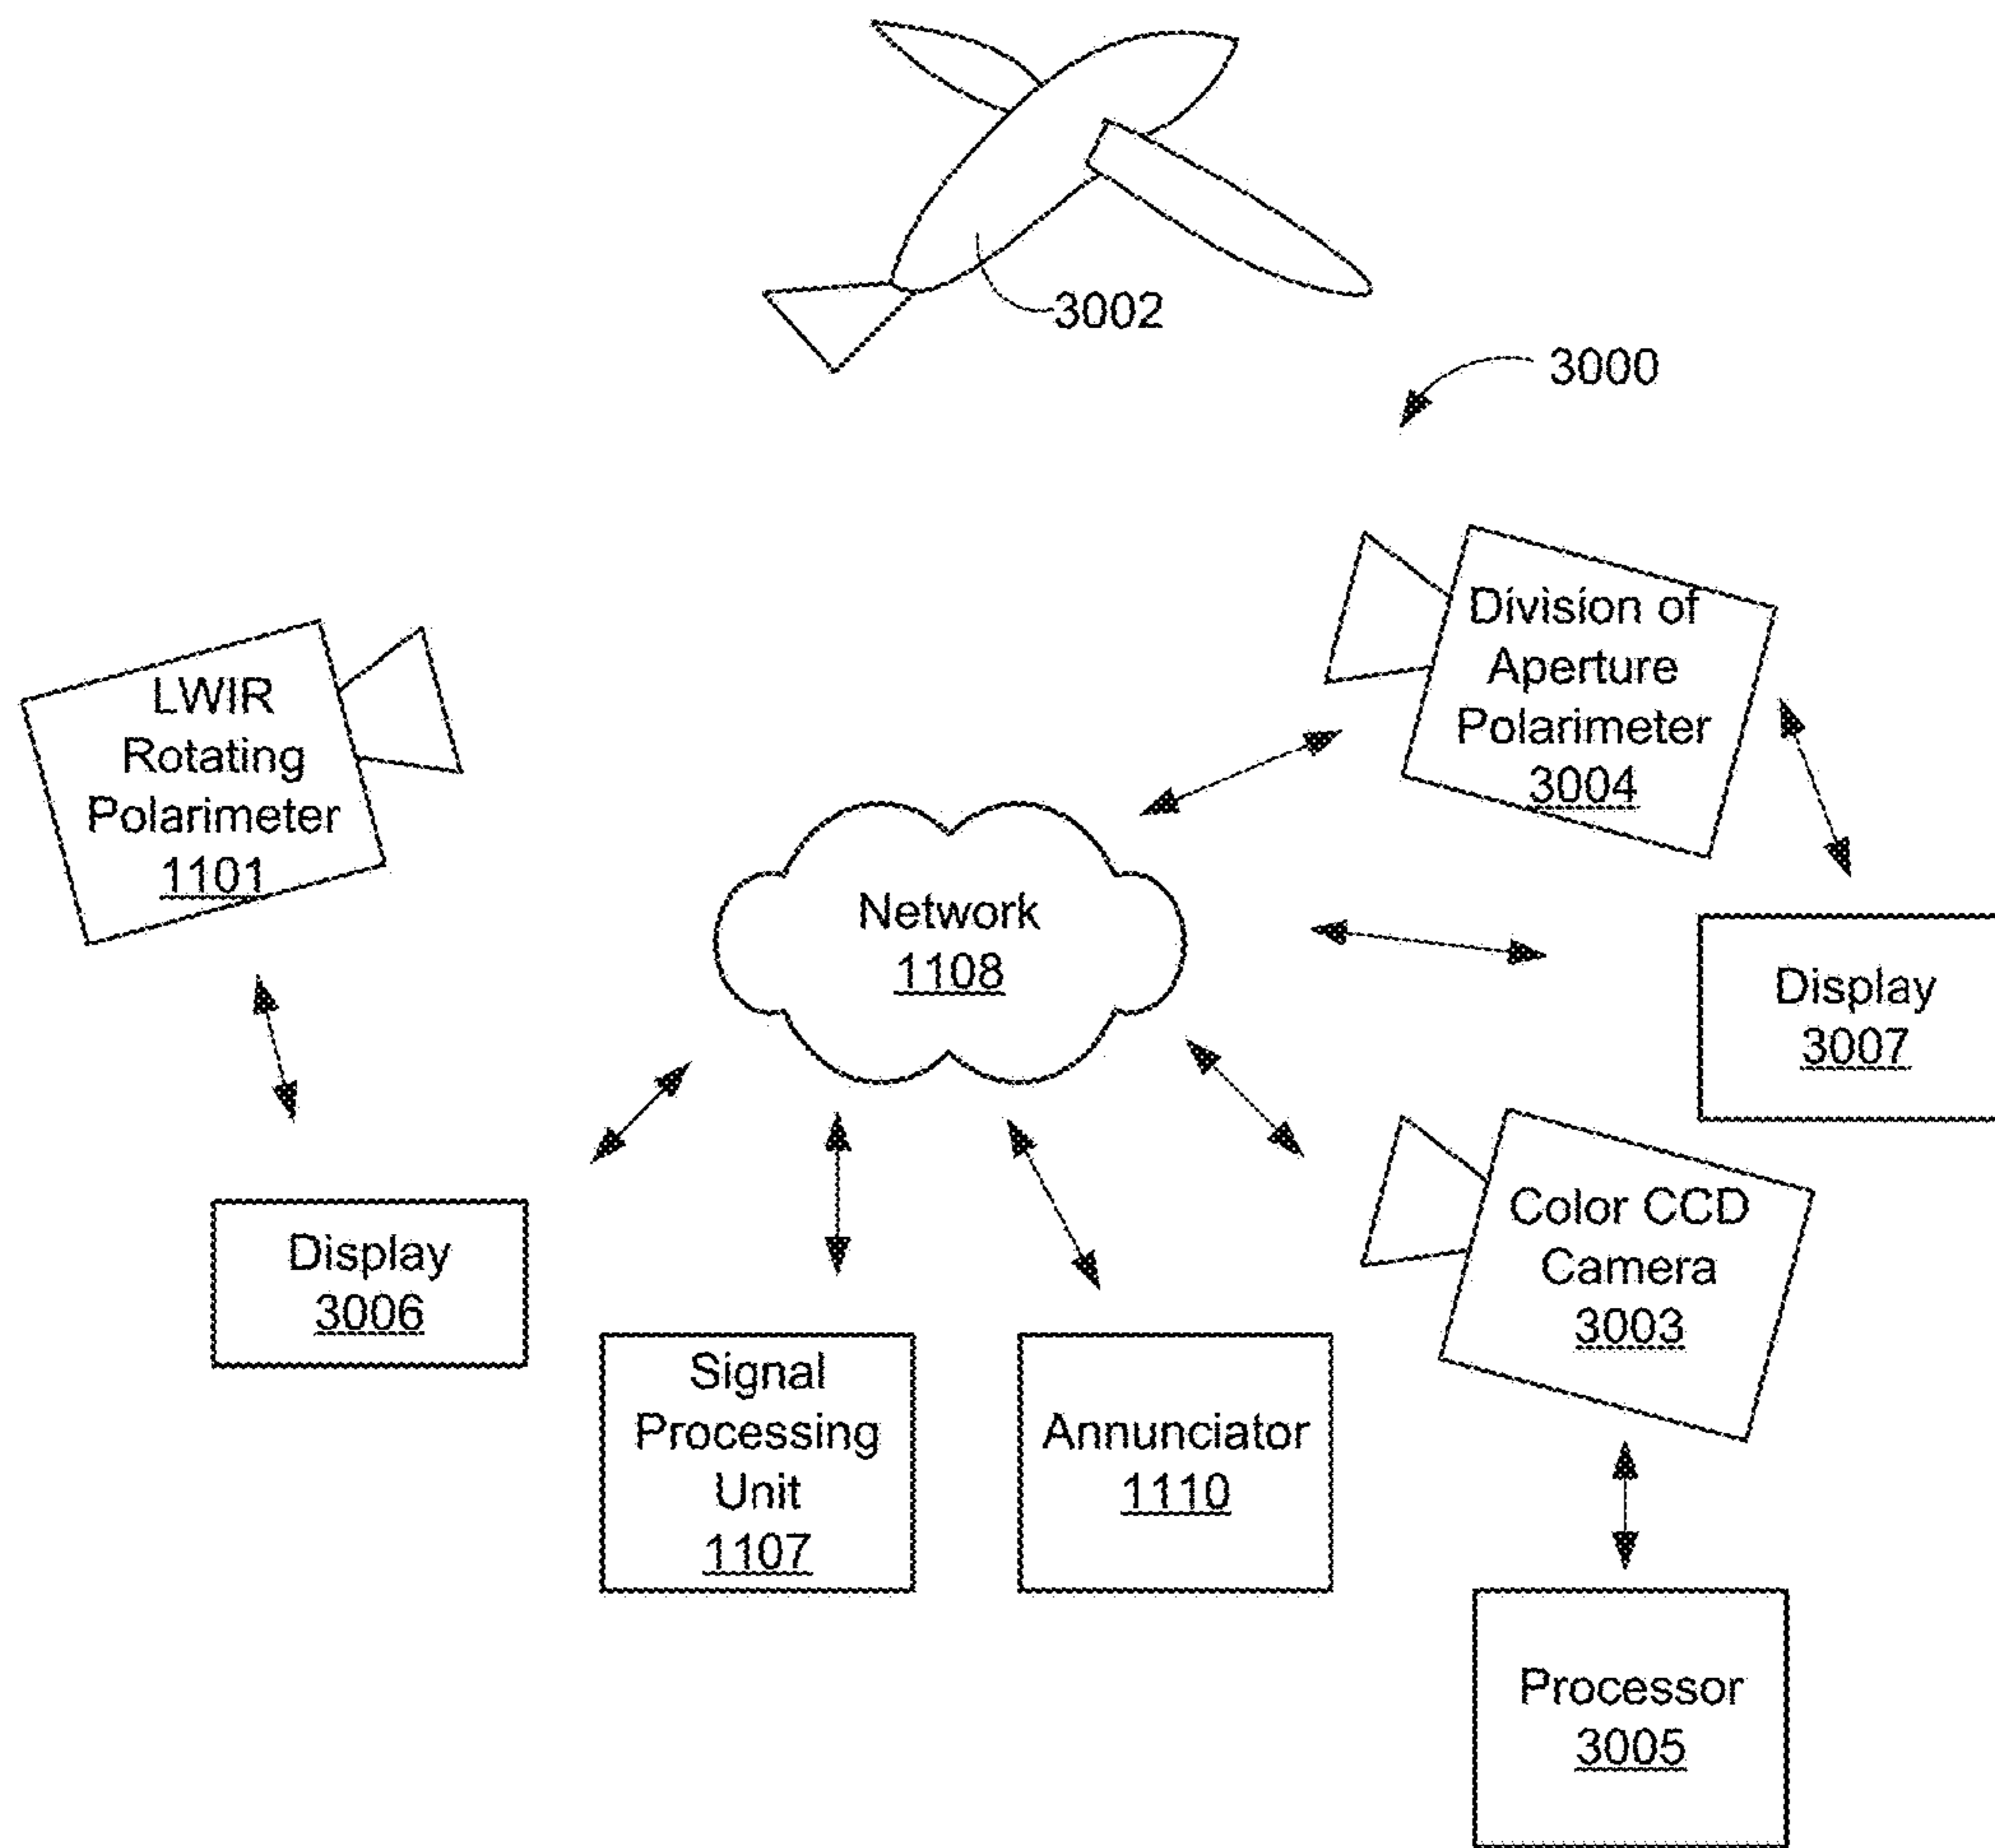 3002
3000
Division of
Aperture
Polarimeter
3004
LWIR
Rotating
Polarimeter
1101
Network
1108
Display
3007
Display
3006
Color CCD
Camera
3003
Signal
Processing
Unit
1107
Annunciator
1110
Processor
3005